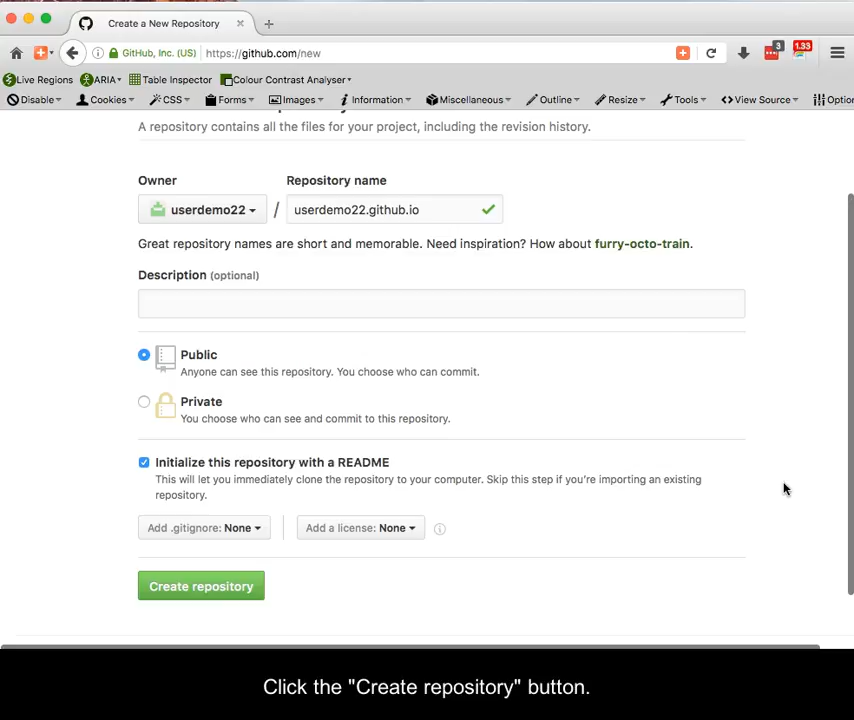 Create a New Repository
GitHub, Inc. (US) https://github.com/new 3 1.33
Live Regions ARIA Table Inspector Colour Contrast Analyser
Disable Cookies CSS Forms Images Information Miscellaneous Outline Resize Tools View Source Optio
A repository contains all the files for your project, including the revision history.
Owner Repository name
userdemo22 / userdemo22.github.io
Great repository names are short and memorable. Need inspiration? How about furry-octo-train.
Description (optional)
Public
Anyone can see this repository. You choose who can commit.
Private
You choose who can see and commit to this repository.
Initialize this repository with a README
This will let you immediately clone the repository to your computer. Skip this step if you're importing an existing
repository.
Add .gitignore: None Add a license: None
Create repository
Click the "Create repository" button.